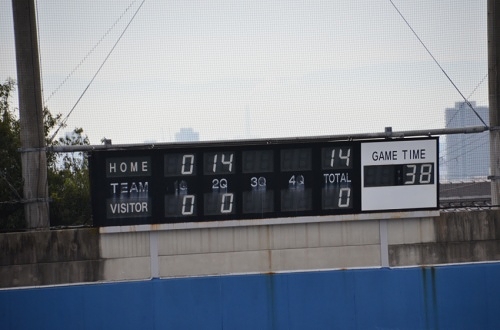 HOME 0 14 14 GAME TIME
TEAM 1Q 2Q 3Q 4Q TOTAL :38
VISITOR 0 0 0